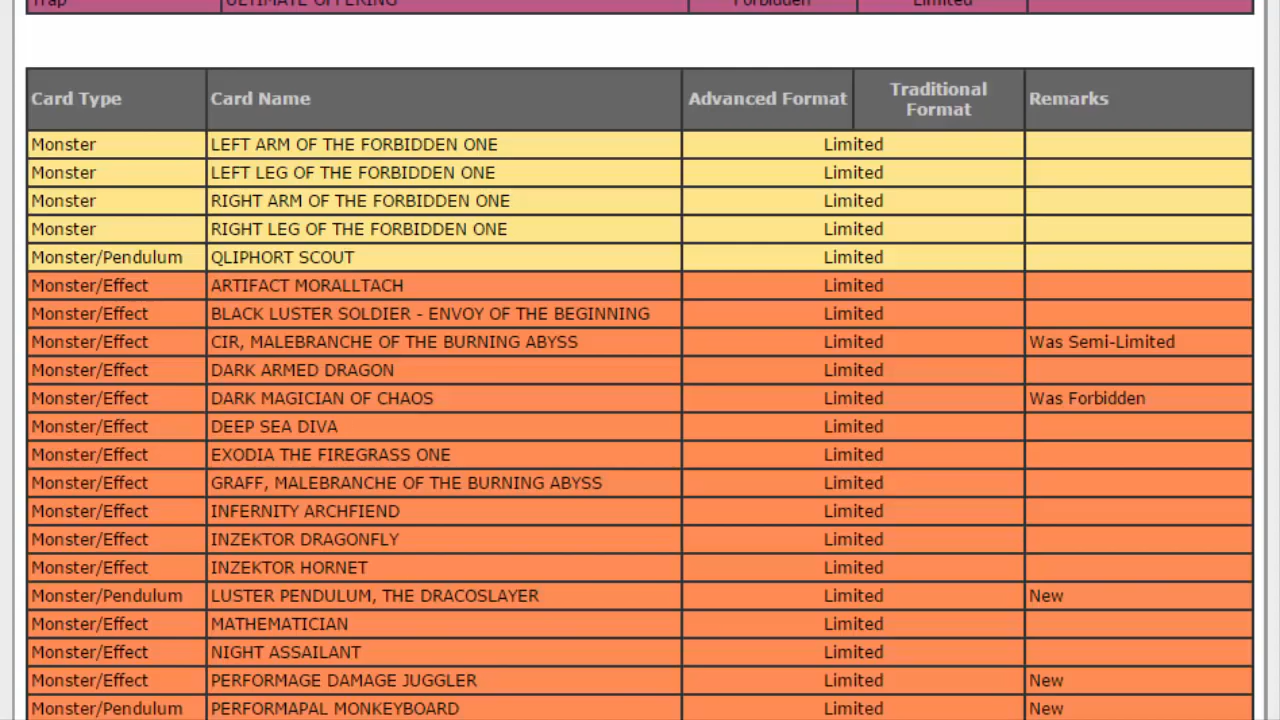 Trap ULTIMATE OFFERING Forbidden Limited
Card Type Card Name Advanced Format Traditional Format Remarks
Monster LEFT ARM OF THE FORBIDDEN ONE Limited
Monster LEFT LEG OF THE FORBIDDEN ONE Limited
Monster RIGHT ARM OF THE FORBIDDEN ONE Limited
Monster RIGHT LEG OF THE FORBIDDEN ONE Limited
Monster/Pendulum QLIPHORT SCOUT Limited
Monster/Effect ARTIFACT MORALLTACH Limited
Monster/Effect BLACK LUSTER SOLDIER - ENVOY OF THE BEGINNING Limited
Monster/Effect CIR, MALEBRANCHE OF THE BURNING ABYSS Limited Was Semi-Limited
Monster/Effect DARK ARMED DRAGON Limited
Monster/Effect DARK MAGICIAN OF CHAOS Limited Was Forbidden
Monster/Effect DEEP SEA DIVA Limited
Monster/Effect EXODIA THE FIREGRASS ONE Limited
Monster/Effect GRAFF, MALEBRANCHE OF THE BURNING ABYSS Limited
Monster/Effect INFERNITY ARCHFIEND Limited
Monster/Effect INZEKTOR DRAGONFLY Limited
Monster/Effect INZEKTOR HORNET Limited
Monster/Pendulum LUSTER PENDULUM, THE DRACOSLAYER Limited New
Monster/Effect MATHEMATICIAN Limited
Monster/Effect NIGHT ASSAILANT Limited
Monster/Effect PERFORMAGE DAMAGE JUGGLER Limited New
Monster/Pendulum PERFORMAPAL MONKEYBOARD Limited New